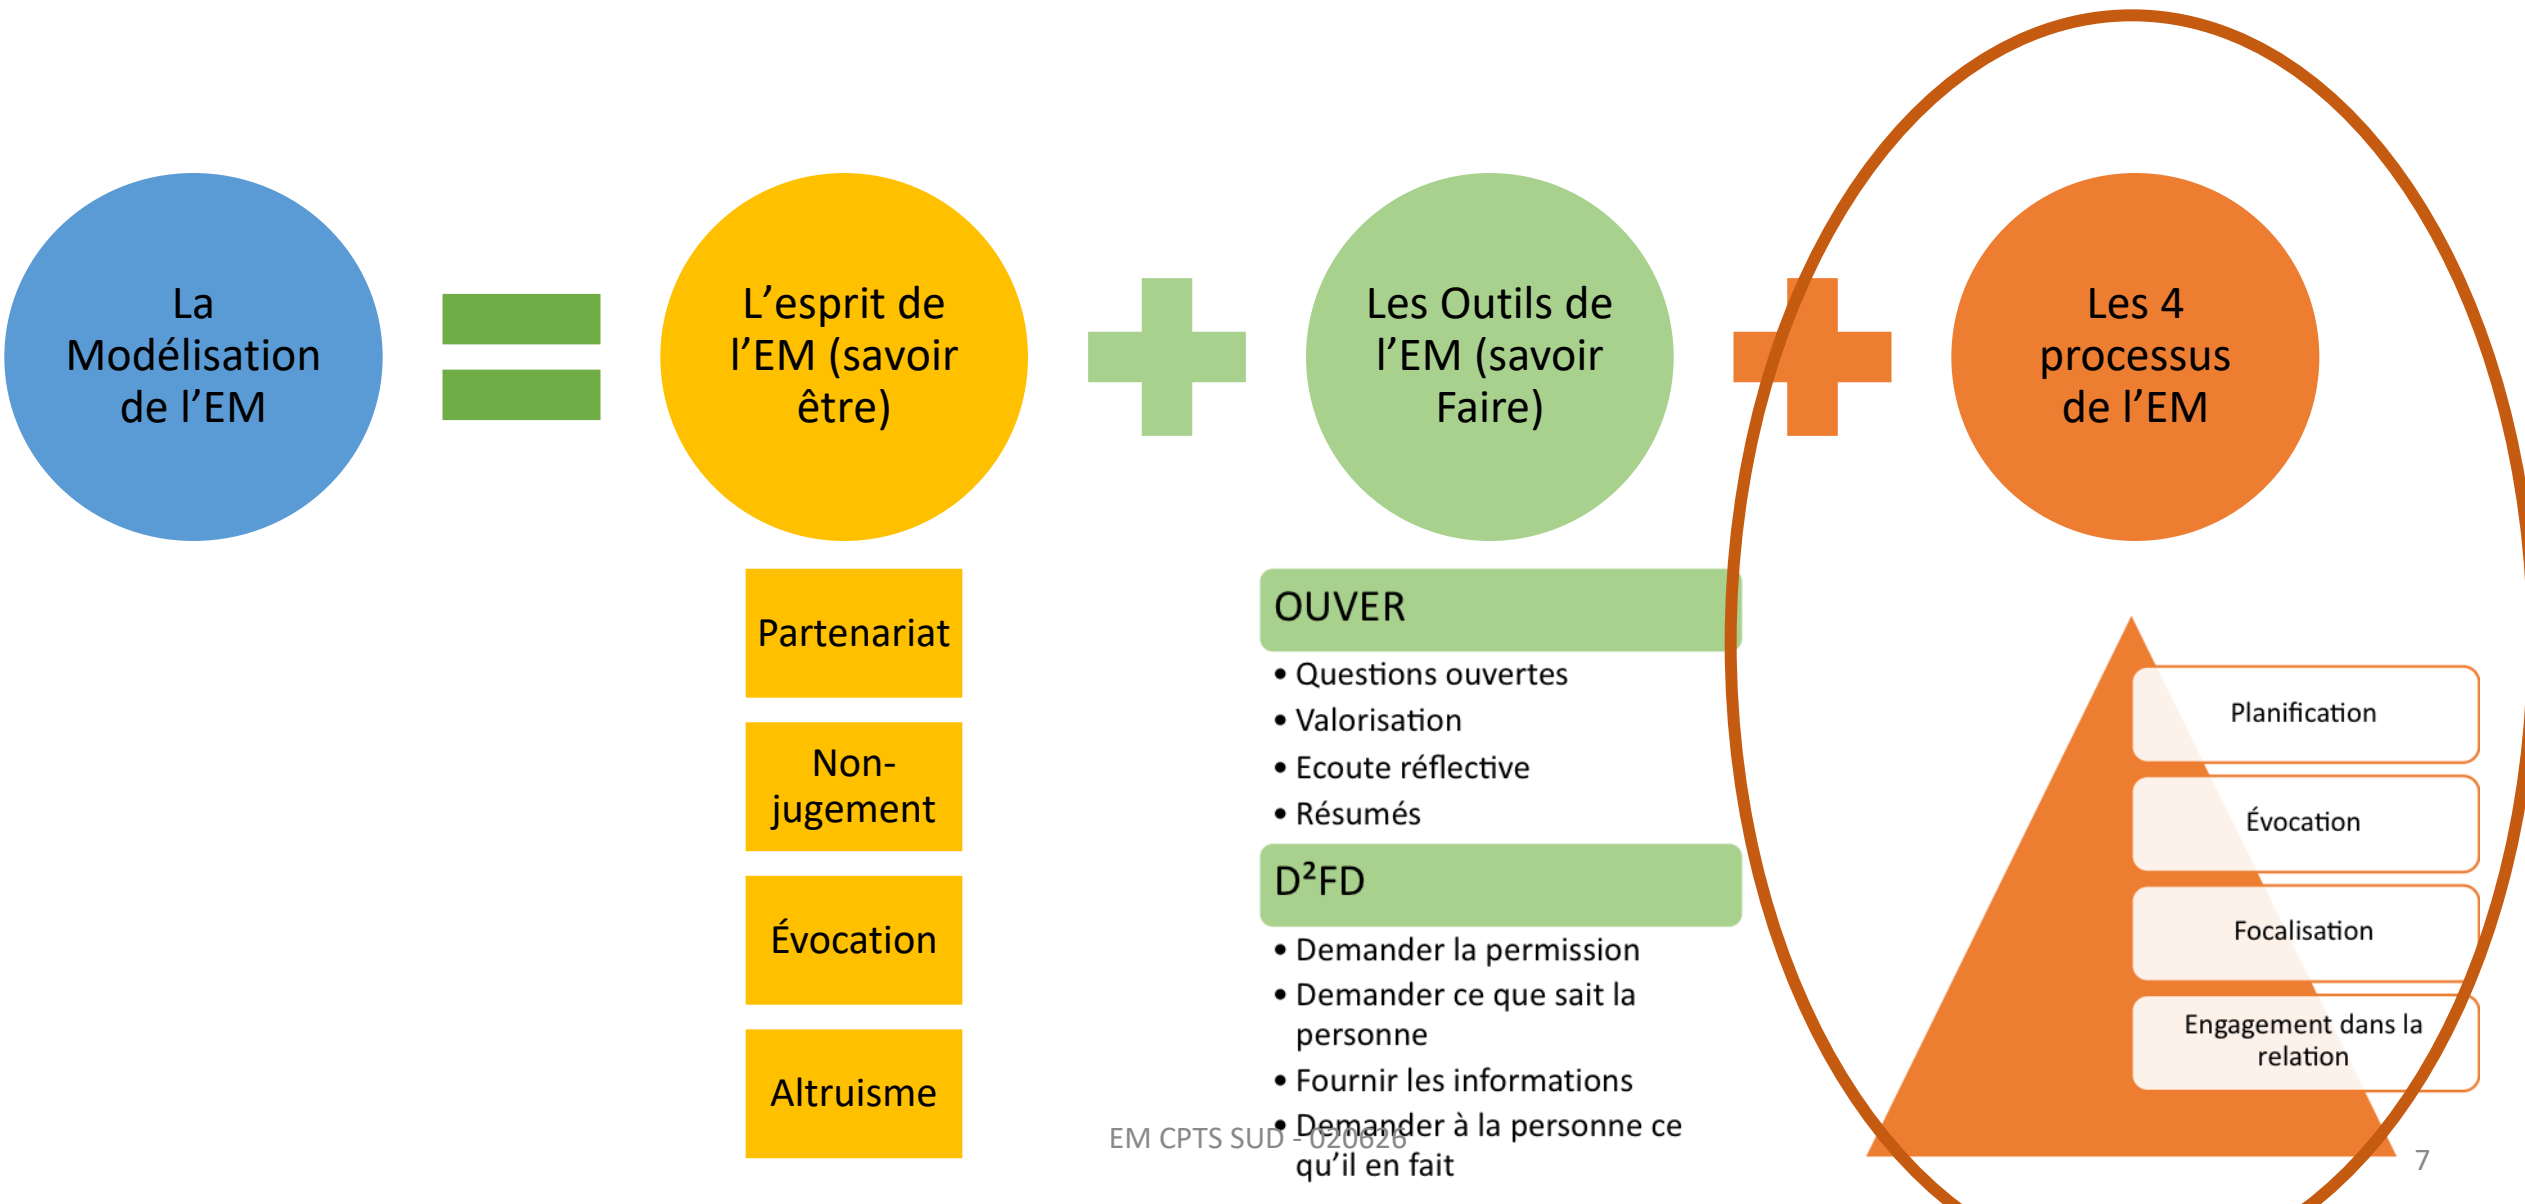 La
Modélisation
de l’EM
L’esprit de
l’EM (savoir
être)
Les Outils de
l’EM (savoir
Faire)
Les 4
processus
de l’EM
Partenariat
Non-
jugement
Évocation
Altruisme
OUVER
• Questions ouvertes
• Valorisation
• Ecoute réflective
• Résumés
D²FD
• Demander la permission
• Demander ce que sait la
personne
• Fournir les informations
• Demander à la personne ce
qu’il en fait
Planification
Évocation
Focalisation
Engagement dans la
relation
EM CPTS SUD - 020626
7